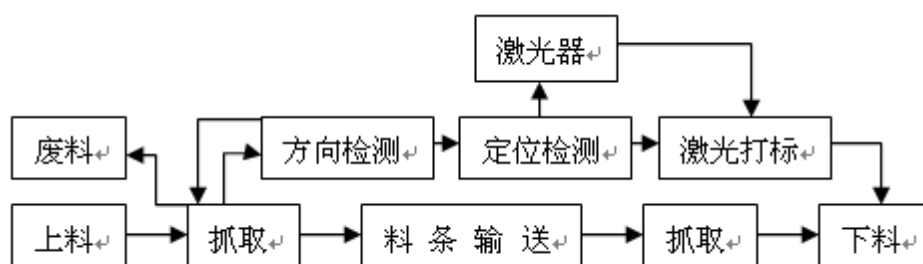 激光器↵
废料↵
方向检测↵
定位检测↵
激光打标↵
上料↵
抓取↵
料 条 输 送↵
抓取↵
下料↵